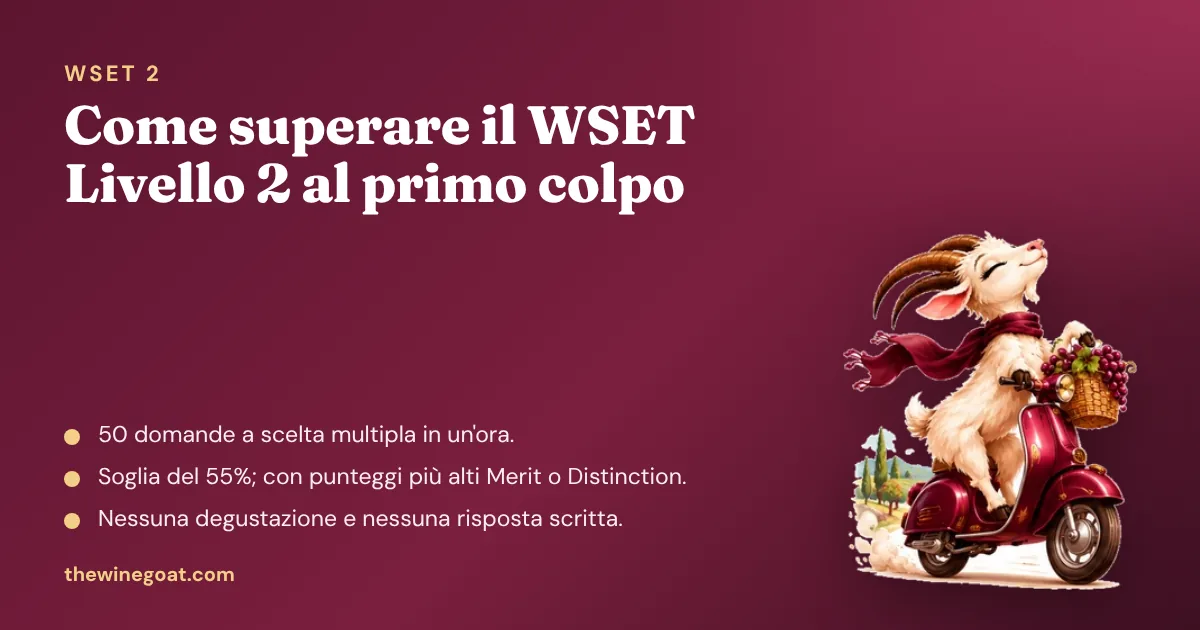 WSET 2
Come superare il WSET
Livello 2 al primo colpo
50 domande a scelta multipla in un'ora.
Soglia del 55%; con punteggi più alti Merit o Distinction.
Nessuna degustazione e nessuna risposta scritta.
thewinegoat.com